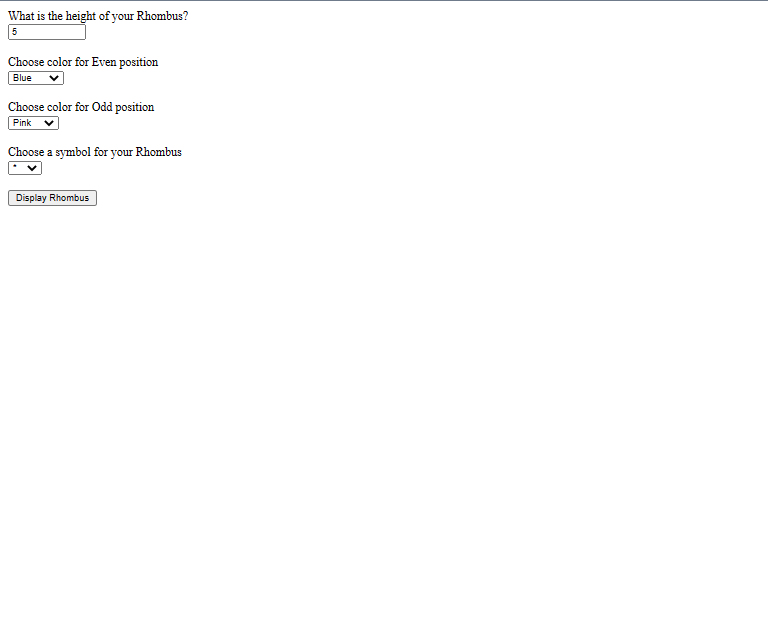 What is the height of your Rhombus?
5
Choose color for Even position
Blue
Choose color for Odd position
Pink
Choose a symbol for your Rhombus
*
Display Rhombus